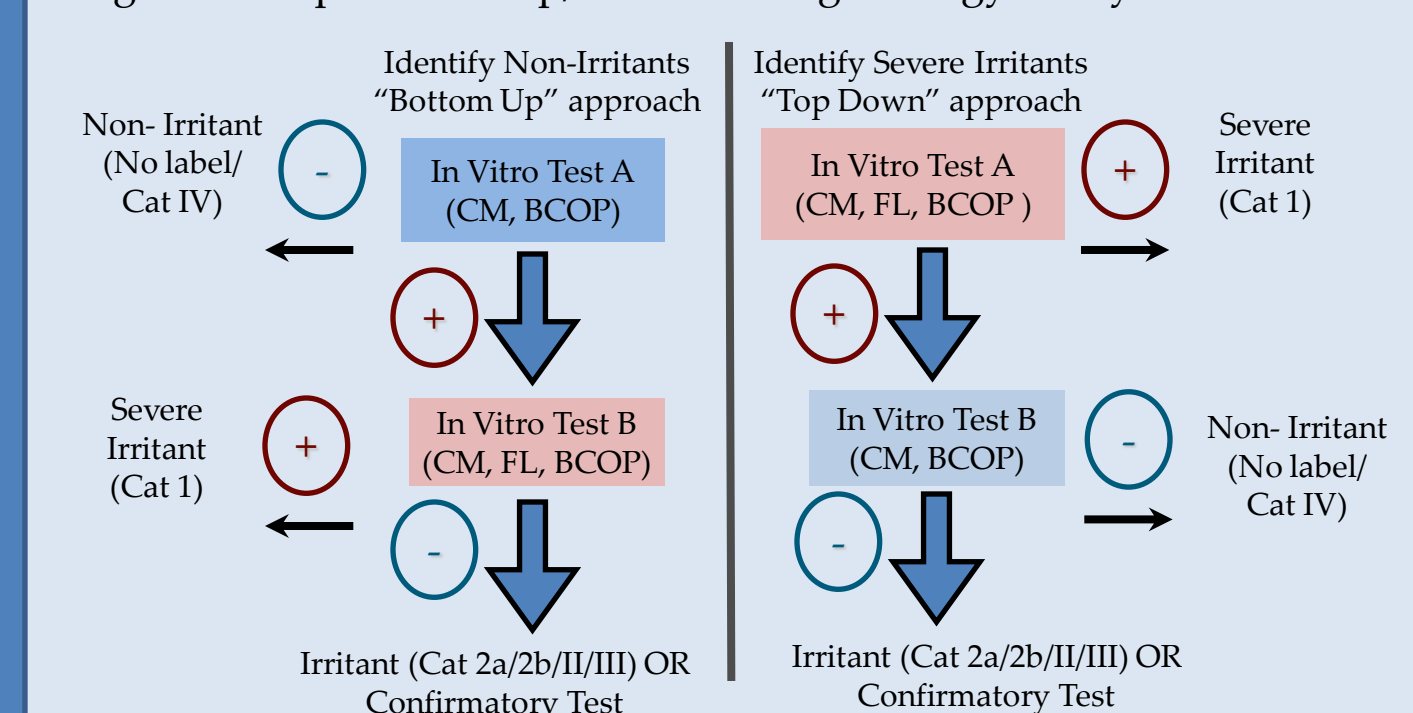 Identify Non-Irritants
“Bottom Up” approach
Non- Irritant
(No label/
Cat IV)
-
In Vitro Test A
(CM, BCOP)
+
Severe
Irritant
(Cat 1)
+
In Vitro Test B
(CM, FL, BCOP)
-
Irritant (Cat 2a/2b/II/III) OR
Confirmatory Test
Identify Severe Irritants
“Top Down” approach
In Vitro Test A
(CM, FL, BCOP )
+
Severe
Irritant
(Cat 1)
+
In Vitro Test B
(CM, BCOP)
-
Non- Irritant
(No label/
Cat IV)
-
Irritant (Cat 2a/2b/II/III) OR
Confirmatory Test